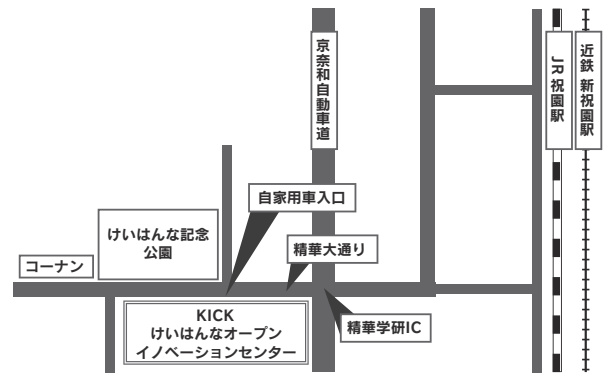 京奈和自動車道
JR 祝園駅
近鉄 新祝園駅
自家用車入口
けいはんな記念
公園
精華大通り
コーナン
KICK
けいはんなオープン
イノベーションセンター
精華学研IC